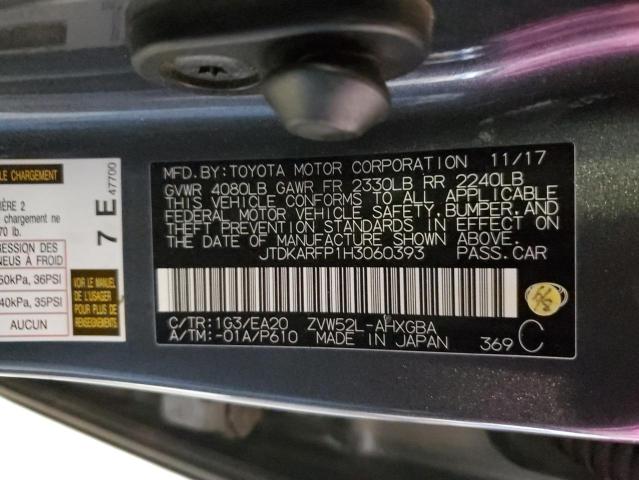 LE CHARGEMENT
IÈRE 2
chargement ne
70 lb.
RESSION DES
NEUS À FROID
50kPa, 36PSI
40kPa, 35PSI
AUCUN
VOIR LE MANUEL
DE L'USAGER
POUR PLUS DE
RENSEIGNEMENTS
7 E 47700
MFD.BY:TOYOTA MOTOR CORPORATION 11/17
GVWR 4080LB GAWR FR 2330LB RR 2240LB
THIS VEHICLE CONFORMS TO ALL APPLICABLE
FEDERAL MOTOR VEHICLE SAFETY,BUMPER,AND
THEFT PREVENTION STANDARDS IN EFFECT ON
THE DATE OF MANUFACTURE SHOWN ABOVE.
JTDKARFP1H3060393 PASS.CAR
C/TR:1G3/EA20 ZVW52L-AHXGBA
A/TM:-01A/P610 MADE IN JAPAN 369 C